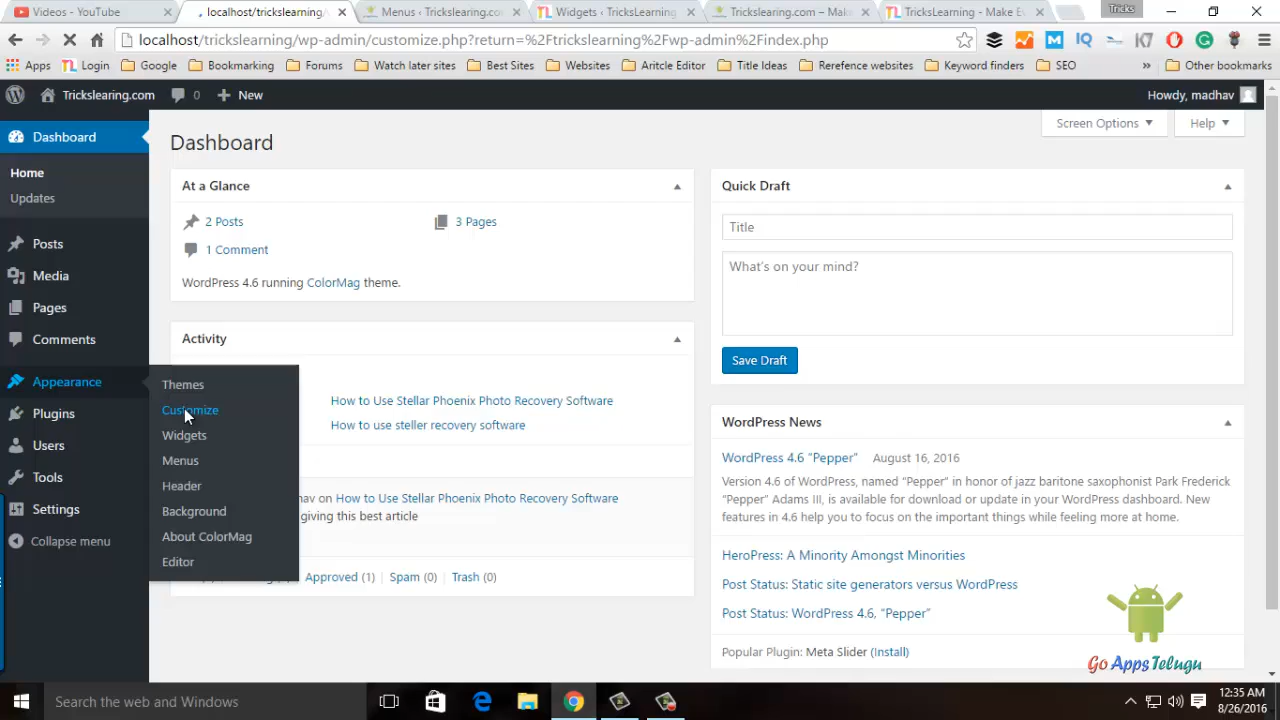 Videos - YouTube
localhost/trickslearning/
Menus ‹ Trickslearing.co
Widgets ‹ TricksLearning
Trickslearing.com – Make
TricksLearning - Make E
Tricks
localhost/trickslearning/wp-admin/customize.php?return=%2Ftrickslearning%2Fwp-admin%2Findex.php
Apps Login Google Bookmarking Forums Watch later sites Best Sites Websites Aritcle Editor Title Ideas Rerefence websites Keyword finders SEO » Other bookmarks
Trickslearing.com 0 + New Howdy, madhav
Dashboard
Home
Updates
Posts
Media
Pages
Comments
Appearance
Plugins
Users
Tools
Settings
Collapse menu
Themes
Customize
Widgets
Menus
Header
Background
About ColorMag
Editor
Screen Options Help
Dashboard
At a Glance
2 Posts 3 Pages
1 Comment
WordPress 4.6 running ColorMag theme.
Activity
How to Use Stellar Phoenix Photo Recovery Software
How to use steller recovery software
hav on How to Use Stellar Phoenix Photo Recovery Software
giving this best article
Approved (1) Spam (0) Trash (0)
Quick Draft
Title
What's on your mind?
Save Draft
WordPress News
WordPress 4.6 “Pepper” August 16, 2016
Version 4.6 of WordPress, named “Pepper” in honor of jazz baritone saxophonist Park Frederick
“Pepper” Adams III, is available for download or update in your WordPress dashboard. New
features in 4.6 help you to focus on the important things while feeling more at home.
HeroPress: A Minority Amongst Minorities
Post Status: Static site generators versus WordPress
Post Status: WordPress 4.6, “Pepper”
Popular Plugin: Meta Slider (Install)
Go AppsTelugu
Search the web and Windows
12:35 AM
8/26/2016